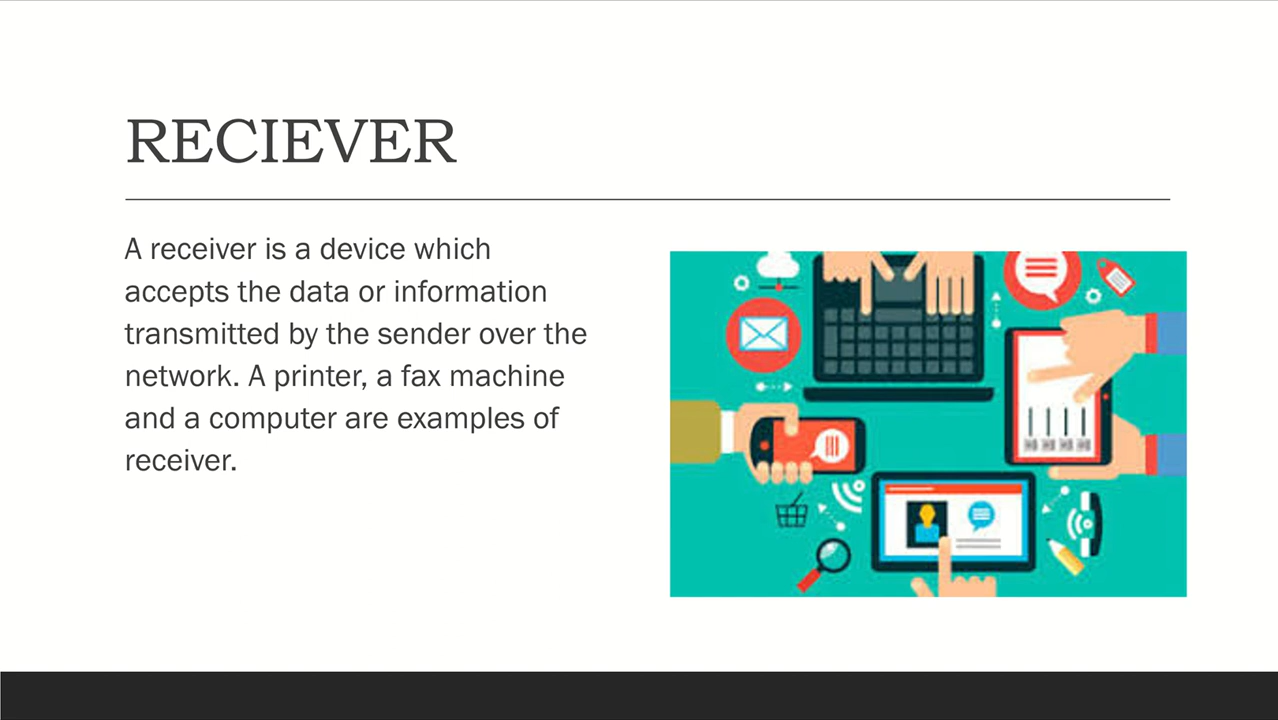 RECIEVER
A receiver is a device which
accepts the data or information
transmitted by the sender over the
network. A printer, a fax machine
and a computer are examples of
receiver.